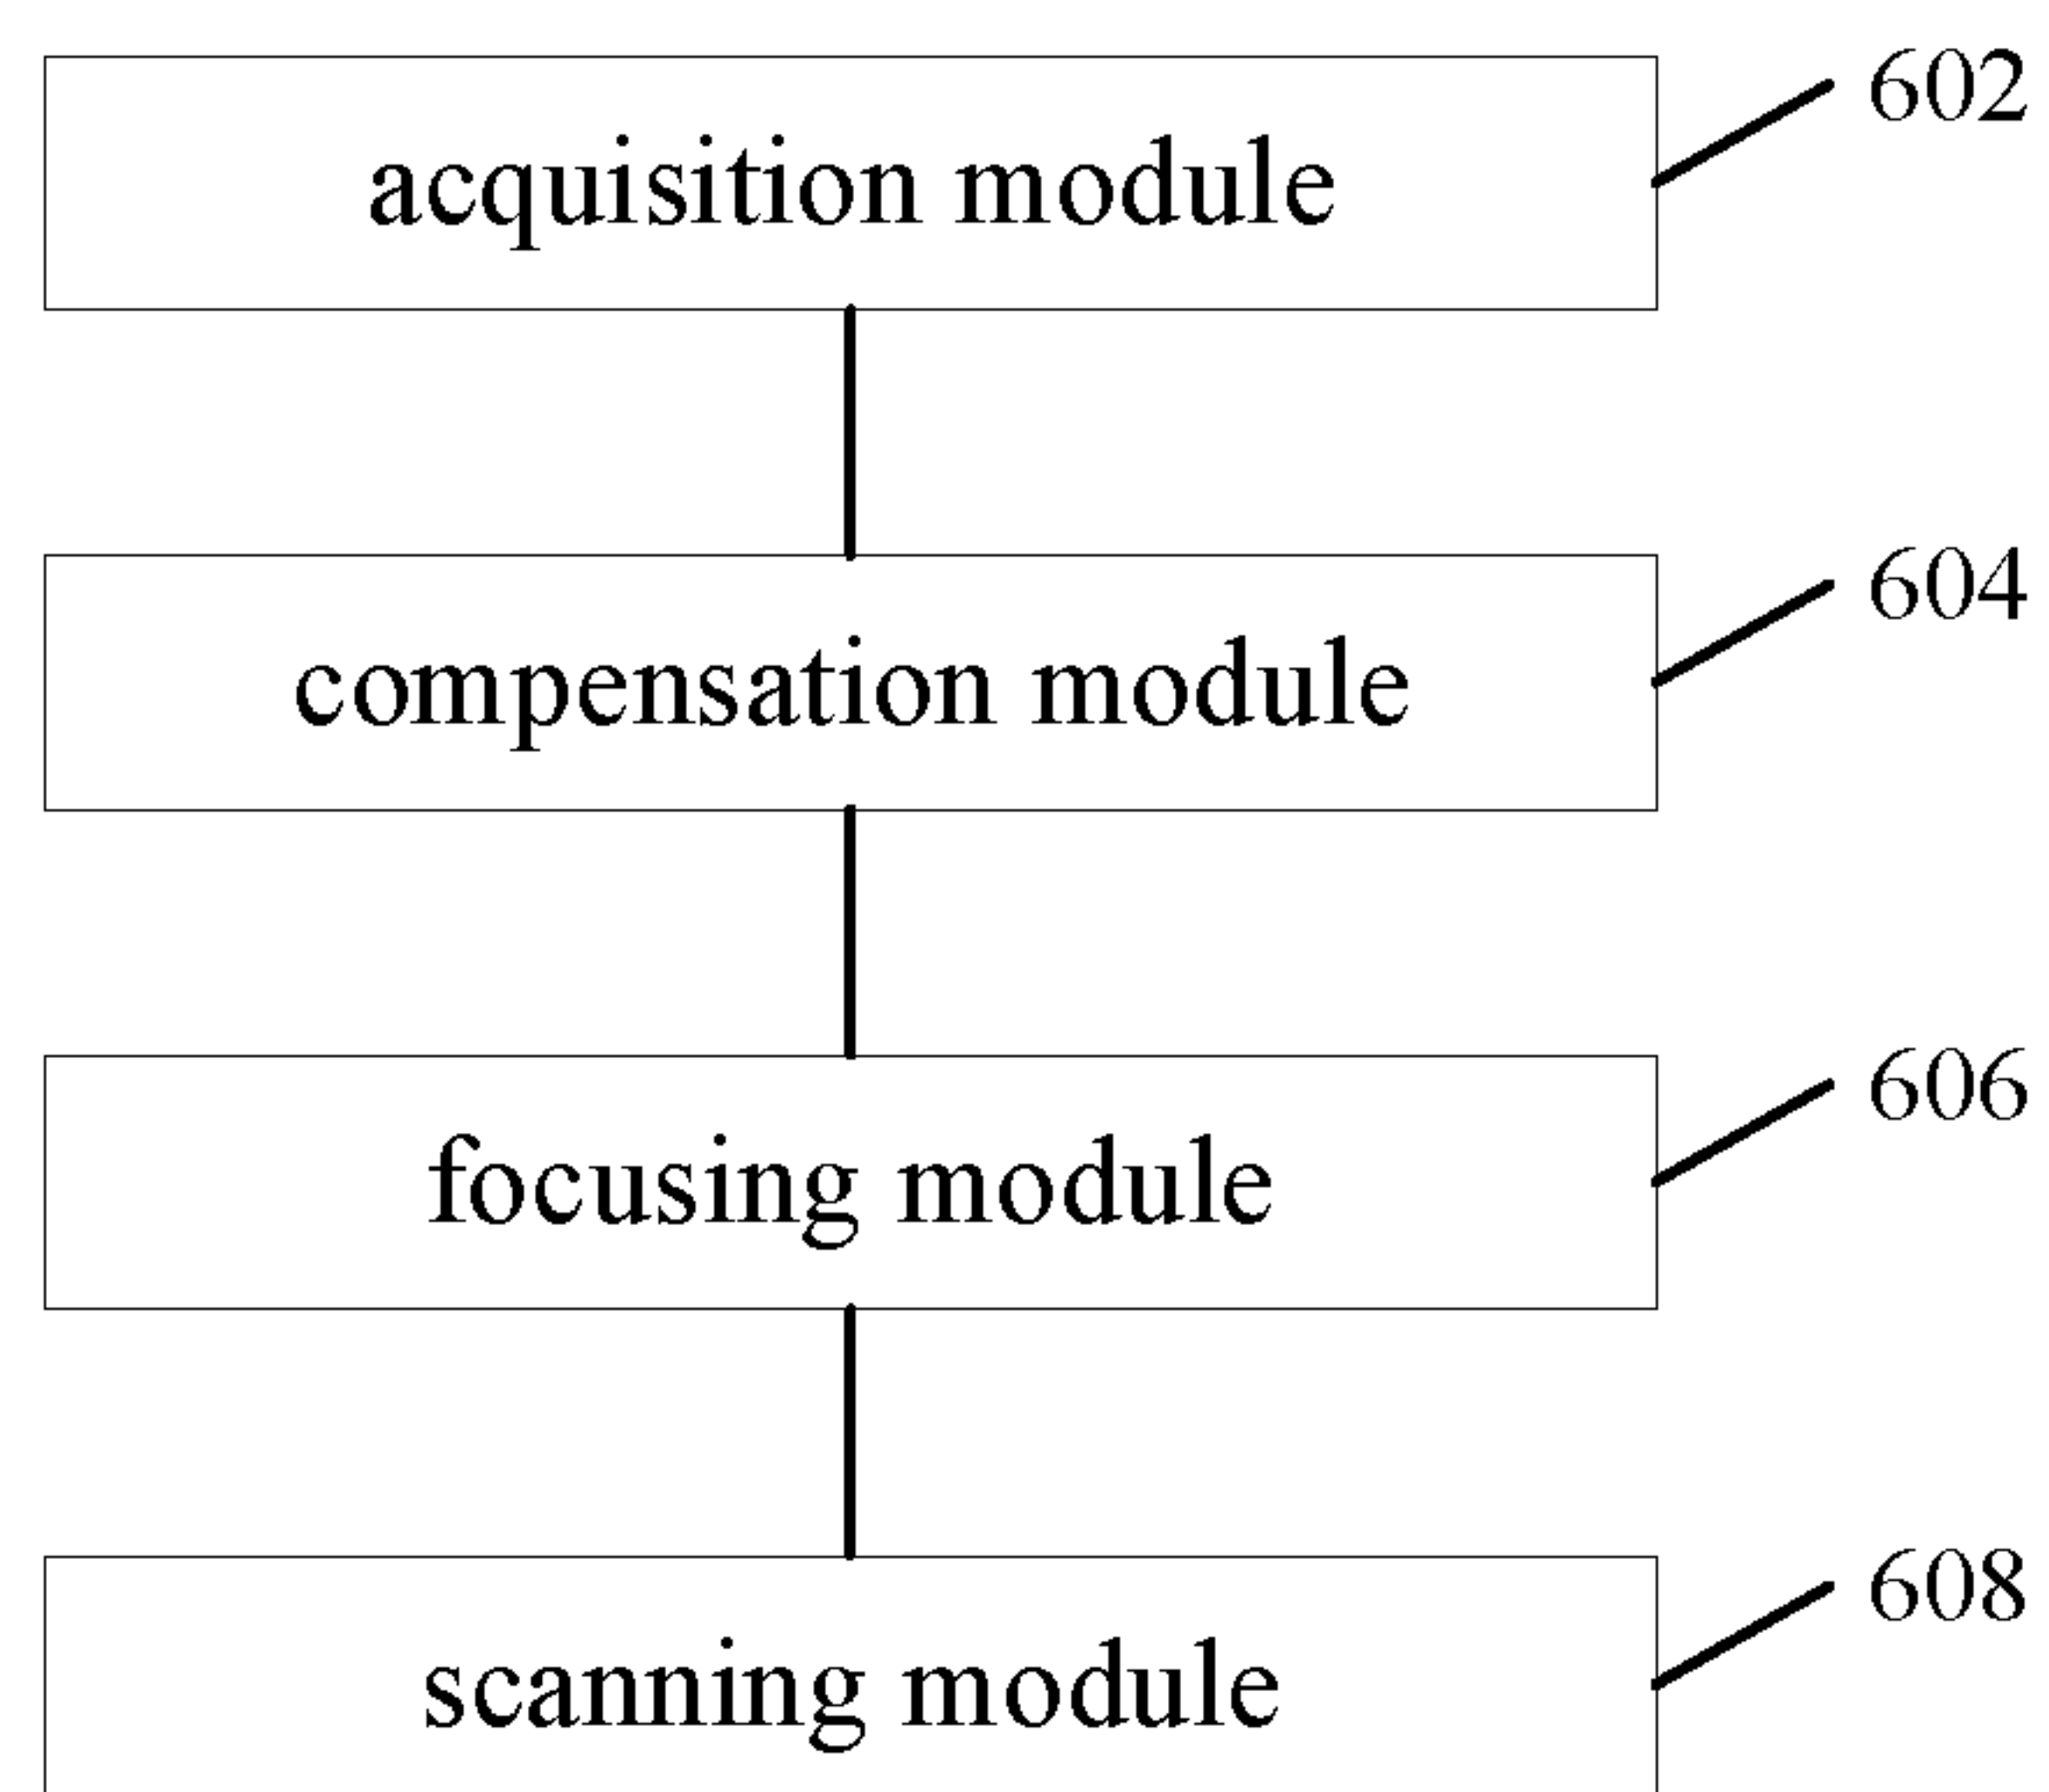 602
acquisition module
604
compensation module
606
focusing module
608
scanning module